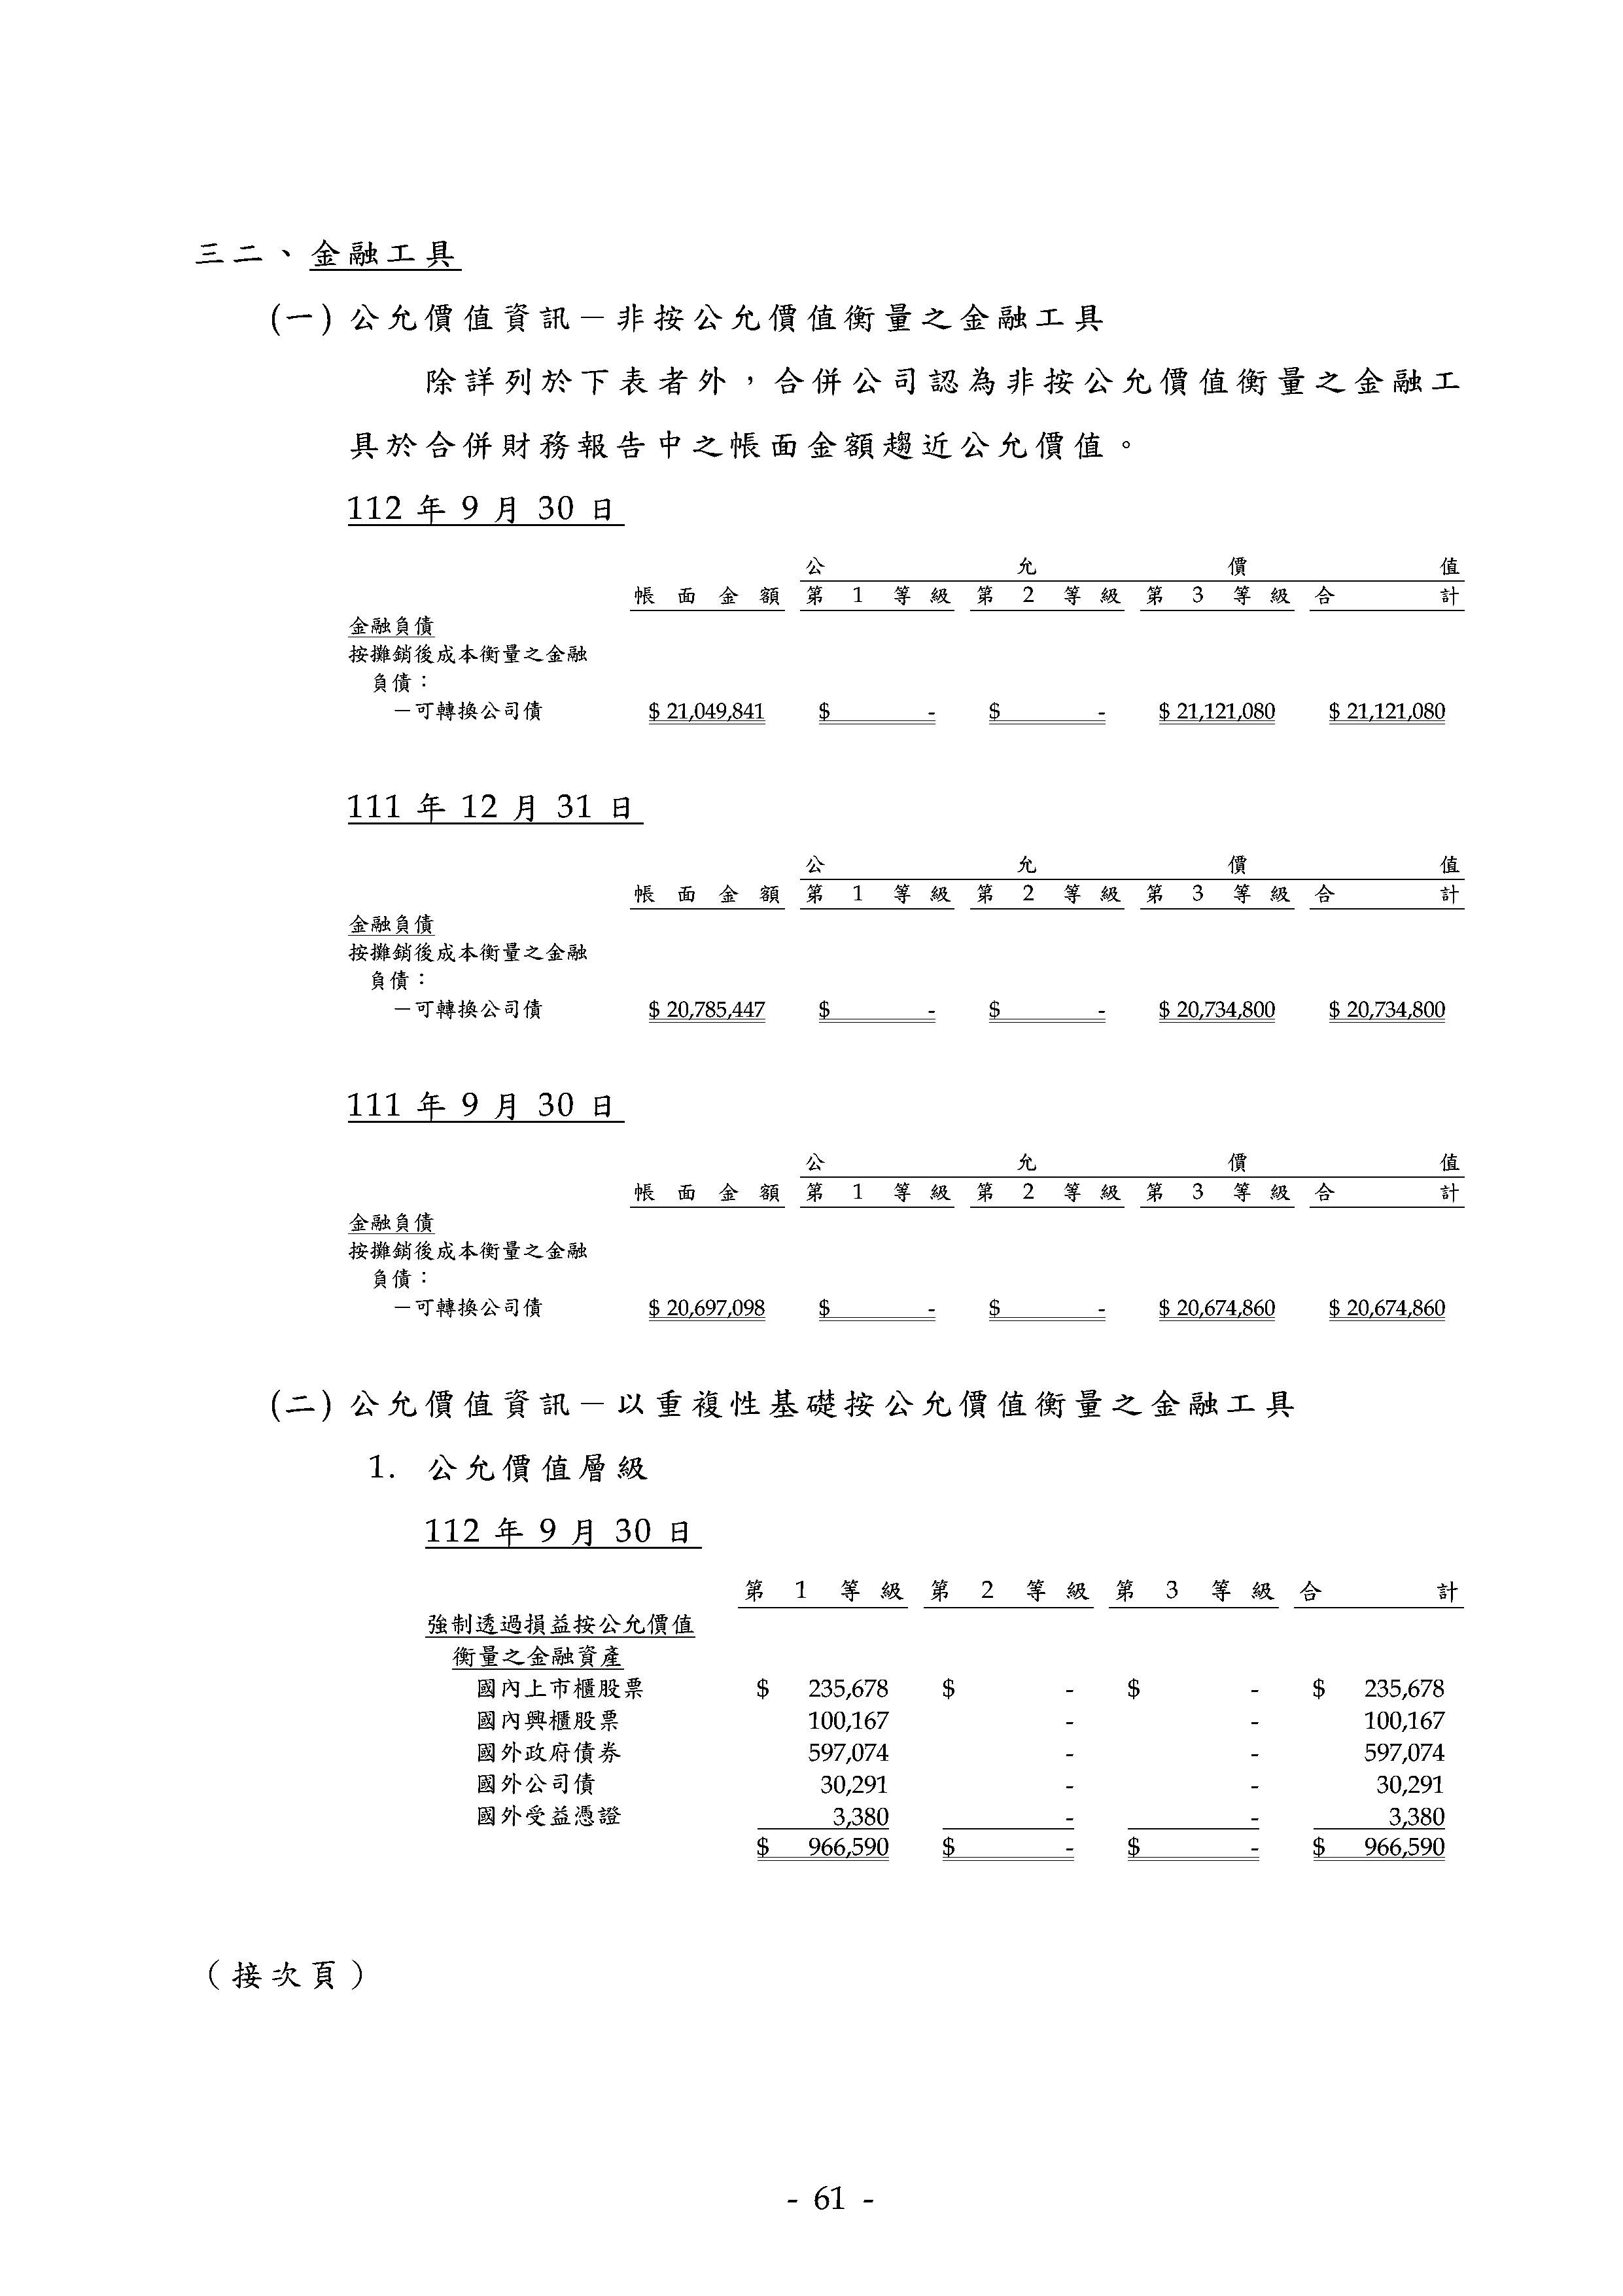 三二、金融工具
(一) 公允價值資訊－非按公允價值衡量之金融工具
除詳列於下表者外，合併公司認為非按公允價值衡量之金融工
具於合併財務報告中之帳面金額趨近公允價值。
112 年 9 月 30 日
公允價值
帳面金額 第 1 等級 第 2 等級 第 3 等級 合計
金融負債
按攤銷後成本衡量之金融
負債：
－可轉換公司債 $ 21,049,841 $ - $ - $ 21,121,080 $ 21,121,080
111 年 12 月 31 日
公允價值
帳面金額 第 1 等級 第 2 等級 第 3 等級 合計
金融負債
按攤銷後成本衡量之金融
負債：
－可轉換公司債 $ 20,785,447 $ - $ - $ 20,734,800 $ 20,734,800
111 年 9 月 30 日
公允價值
帳面金額 第 1 等級 第 2 等級 第 3 等級 合計
金融負債
按攤銷後成本衡量之金融
負債：
－可轉換公司債 $ 20,697,098 $ - $ - $ 20,674,860 $ 20,674,860
(二) 公允價值資訊－以重複性基礎按公允價值衡量之金融工具
1. 公允價值層級
112 年 9 月 30 日
第 1 等級 第 2 等級 第 3 等級 合計
強制透過損益按公允價值
衡量之金融資產
國內上市櫃股票 $ 235,678 $ - $ - $ 235,678
國內興櫃股票 100,167 - - 100,167
國外政府債券 597,074 - - 597,074
國外公司債 30,291 - - 30,291
國外受益憑證 3,380 - - 3,380
$ 966,590 $ - $ - $ 966,590
（接次頁）
- 61 -